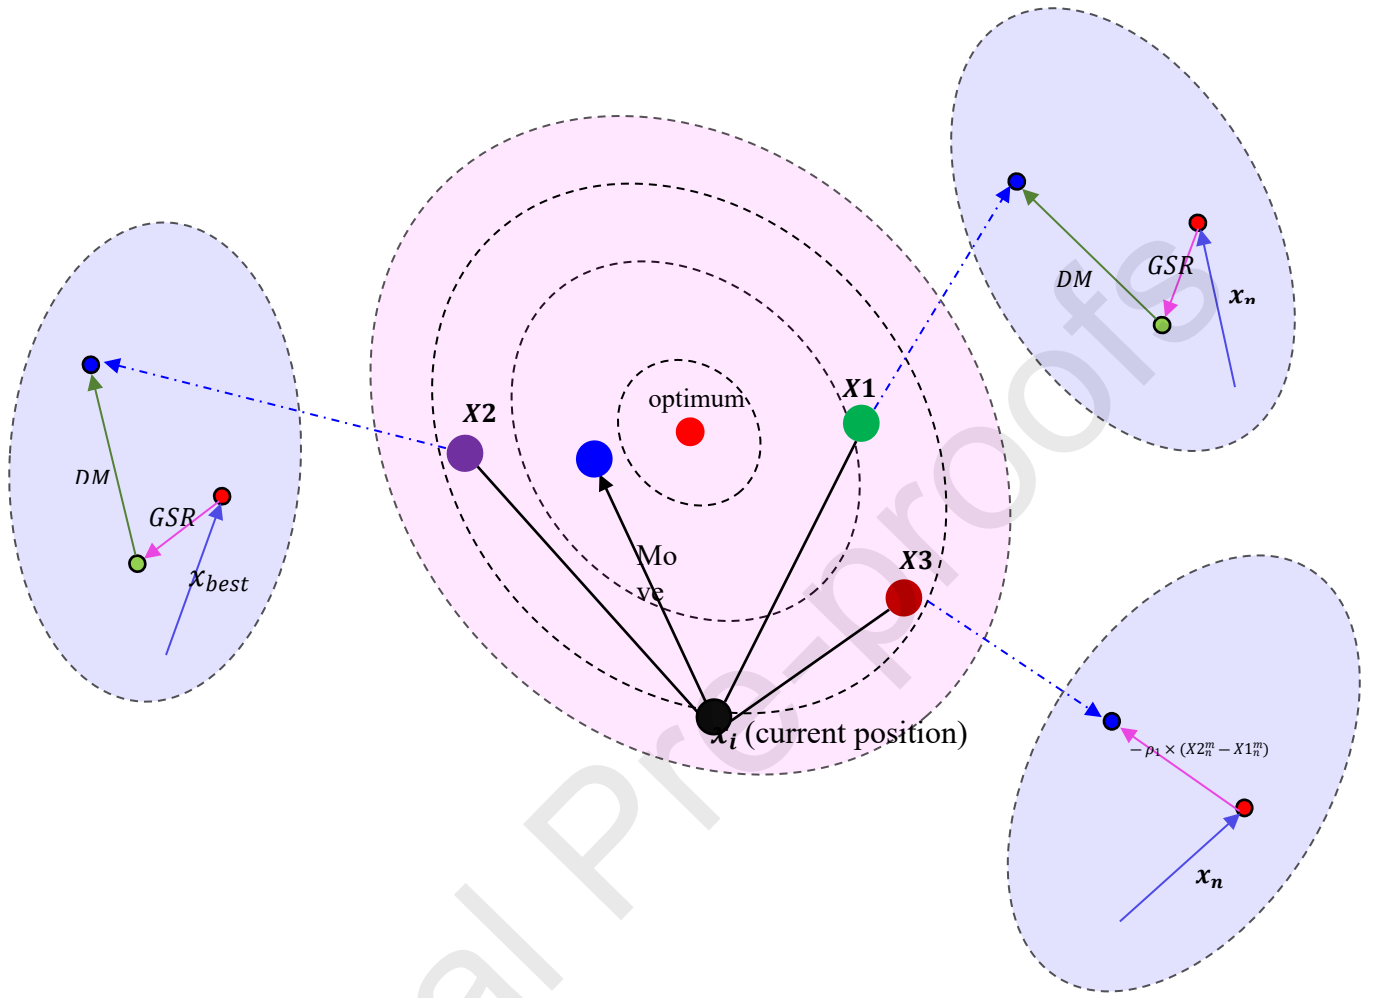 GSR
DM
x_n
optimum
X1
X2
DM
GSR
x_best
Mo
ve
X3
x_i (current position)
− ρ₁ × (X2ₙᵐ − X1ₙᵐ)
x_n
al Pre-proofs